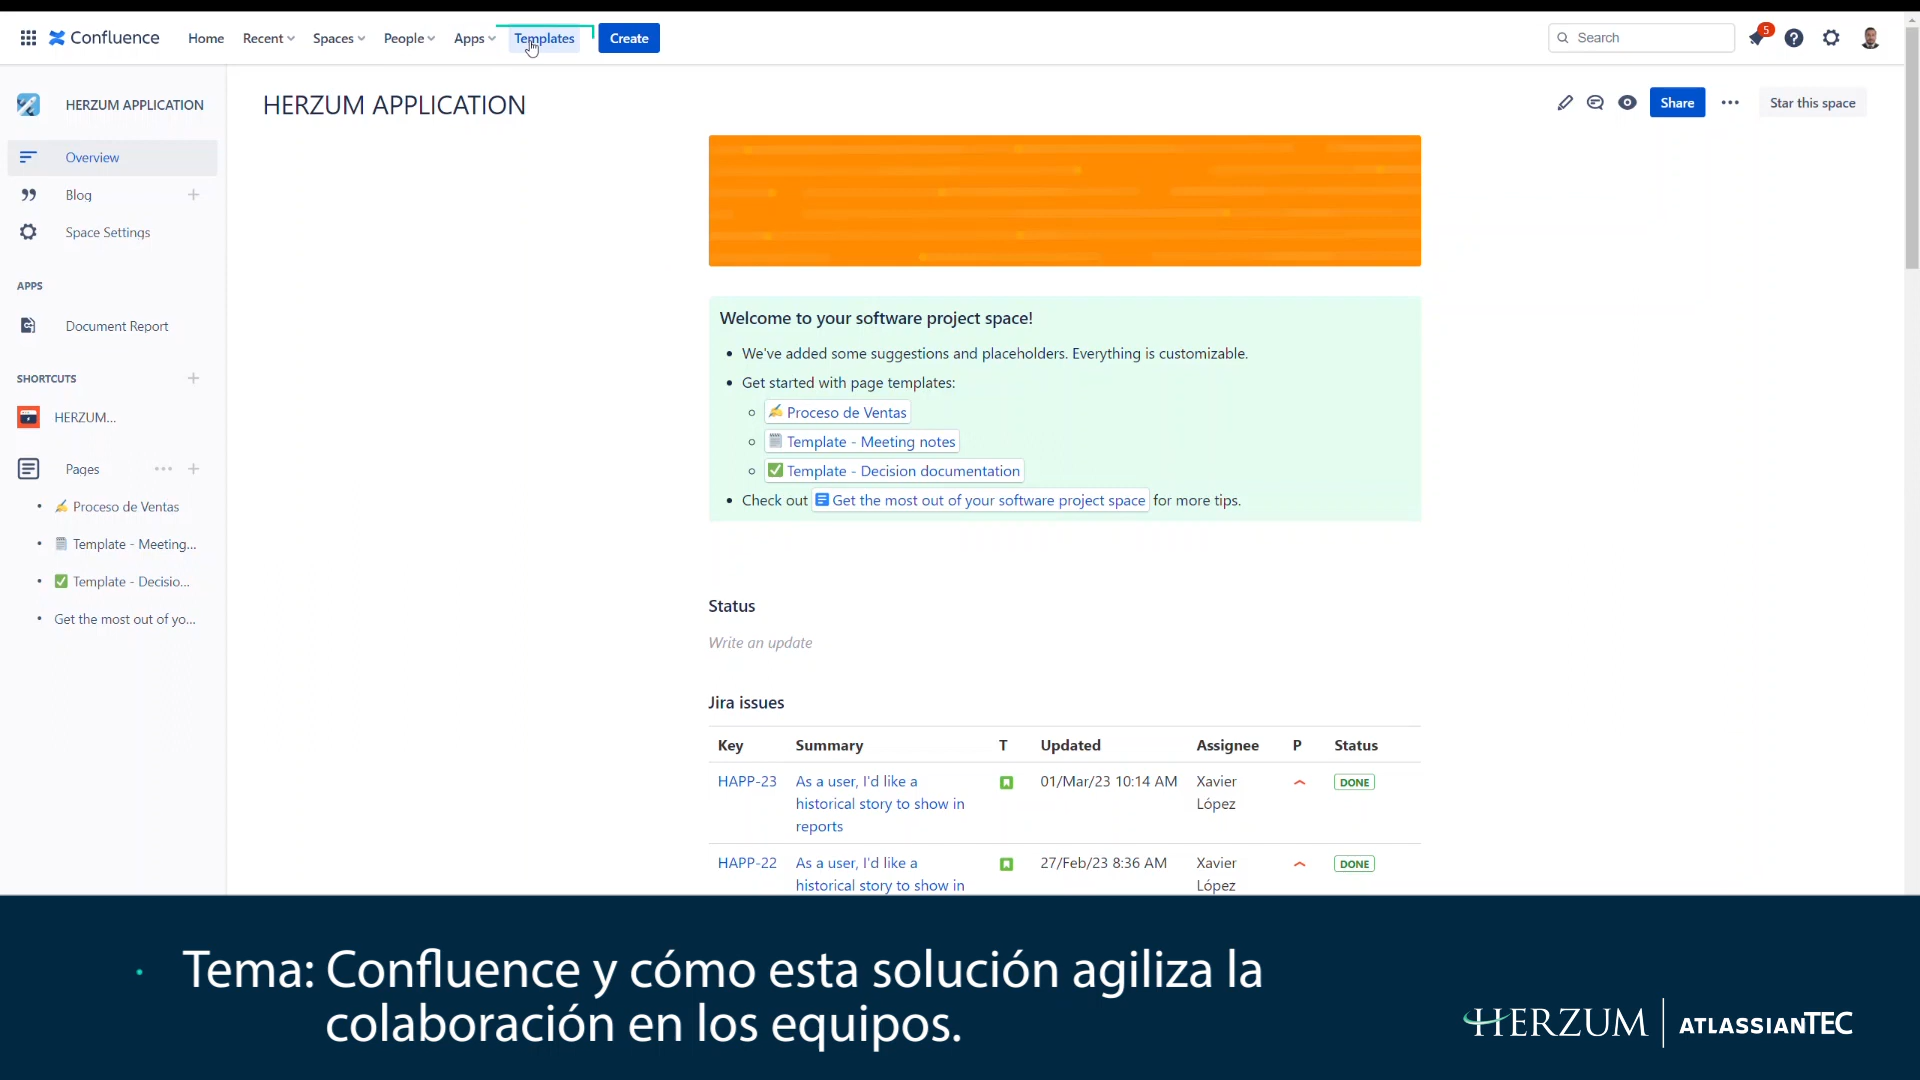 Confluence
Home
Recent
Spaces
People
Apps
Templates
Create
Search
5
HERZUM APPLICATION
Overview
Blog
Space Settings
APPS
Document Report
SHORTCUTS
HERZUM...
Pages
Proceso de Ventas
Template - Meeting...
Template - Decisio...
Get the most out of yo...
HERZUM APPLICATION
Share
Star this space
Welcome to your software project space!
We've added some suggestions and placeholders. Everything is customizable.
Get started with page templates:
Proceso de Ventas
Template - Meeting notes
Template - Decision documentation
Check out Get the most out of your software project space for more tips.
Status
Write an update
Jira issues
Key Summary T Updated Assignee P Status
HAPP-23 As a user, I'd like a 01/Mar/23 10:14 AM Xavier DONE
historical story to show in López
reports
HAPP-22 As a user, I'd like a 27/Feb/23 8:36 AM Xavier DONE
historical story to show in López
Tema: Confluence y cómo esta solución agiliza la
colaboración en los equipos.
HERZUM ATLASSIANTEC